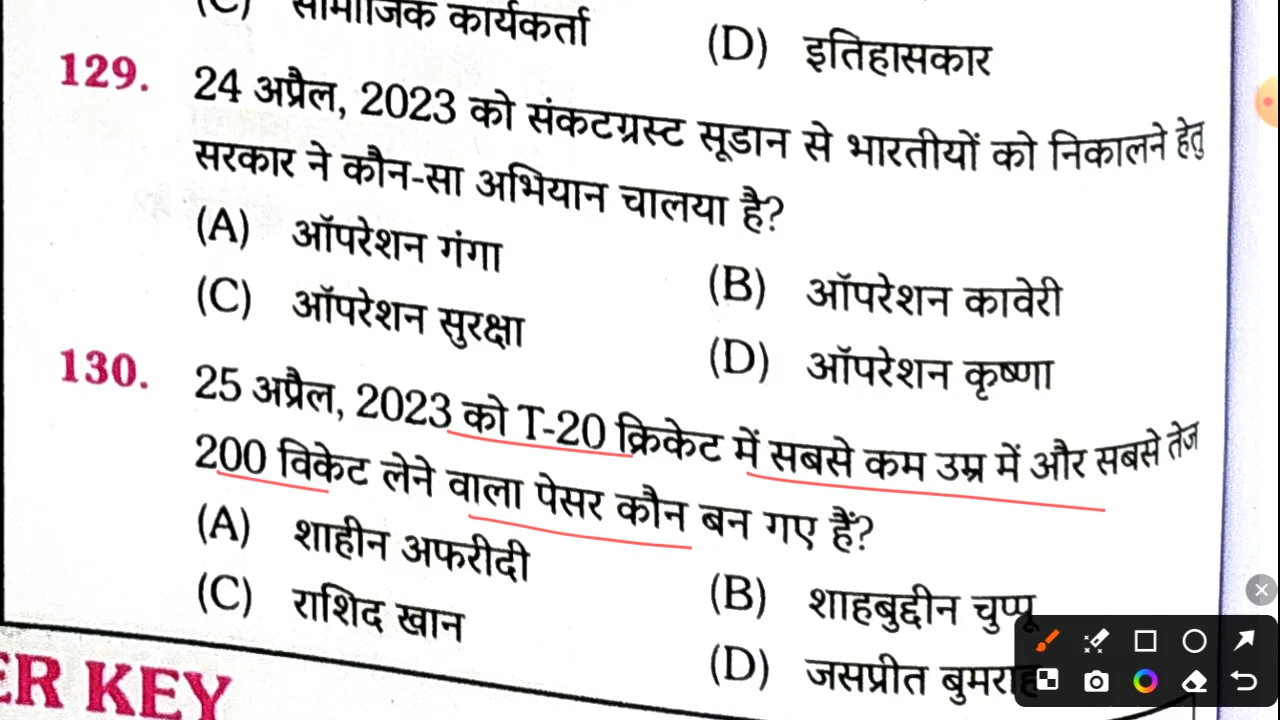 (C) सामाजिक कार्यकर्ता
(D) इतिहासकार
129. 24 अप्रैल, 2023 को संकटग्रस्ट सूडान से भारतीयों को निकालने हेतु
सरकार ने कौन-सा अभियान चालया है?
(A) ऑपरेशन गंगा
(B) ऑपरेशन कावेरी
(C) ऑपरेशन सुरक्षा
(D) ऑपरेशन कृष्णा
130. 25 अप्रैल, 2023 को T-20 क्रिकेट में सबसे कम उम्र में और सबसे तेज
200 विकेट लेने वाला पेसर कौन बन गए हैं?
(A) शाहीन अफरीदी
(B) शाहबुद्दीन चुप्पू
(C) राशिद खान
(D) जसप्रीत बुमराह
ER KEY